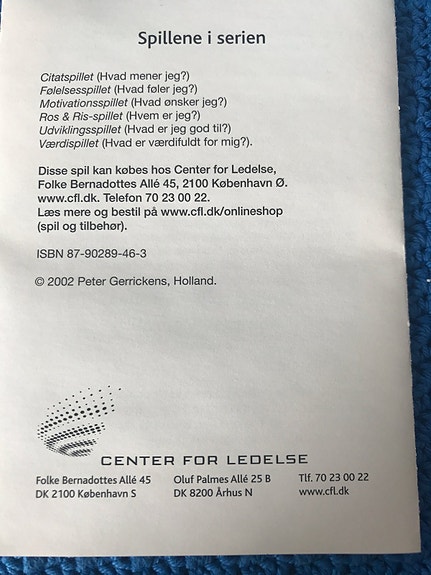 Spillene i serien
Citatspillet (Hvad mener jeg?)
Følelsesspillet (Hvad føler jeg?)
Motivationsspillet (Hvad ønsker jeg?)
Ros & Ris-spillet (Hvem er jeg?)
Udviklingsspillet (Hvad er jeg god til?)
Værdispillet (Hvad er værdifuldt for mig?).
Disse spil kan købes hos Center for Ledelse,
Folke Bernadottes Allé 45, 2100 København Ø.
www.cfl.dk. Telefon 70 23 00 22.
Læs mere og bestil på www.cfl.dk/onlineshop
(spil og tilbehør).
ISBN 87-90289-46-3
© 2002 Peter Gerrickens, Holland.
CENTER FOR LEDELSE
Folke Bernadottes Allé 45 Oluf Palmes Allé 25 B Tlf. 70 23 00 22
DK 2100 København S DK 8200 Århus N www.cfl.dk